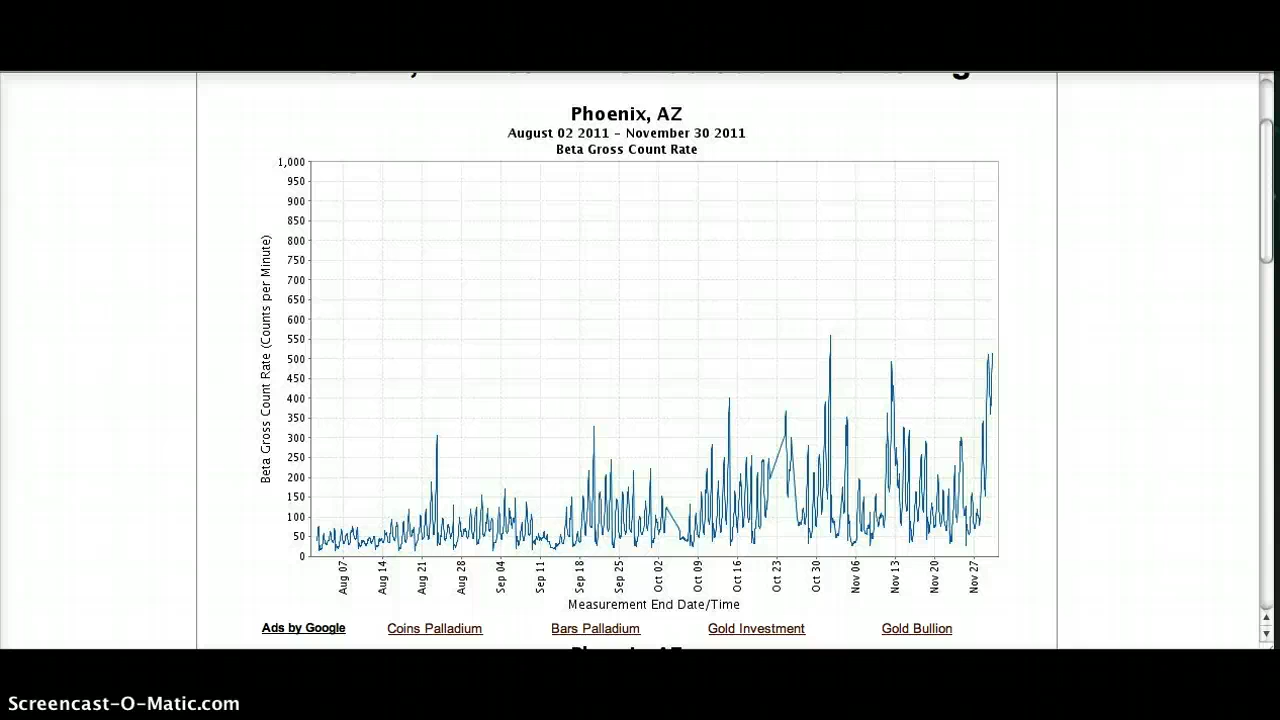 Phoenix, AZ
August 02 2011 - November 30 2011
Beta Gross Count Rate
Beta Gross Count Rate (Counts per Minute)
1,000
950
900
850
800
750
700
650
600
550
500
450
400
350
300
250
200
150
100
50
0
Aug 07
Aug 14
Aug 21
Aug 28
Sep 04
Sep 11
Sep 18
Sep 25
Oct 02
Oct 09
Oct 16
Oct 23
Oct 30
Nov 06
Nov 13
Nov 20
Nov 27
Measurement End Date/Time
Ads by Google Coins Palladium Bars Palladium Gold Investment Gold Bullion
Screencast-O-Matic.com